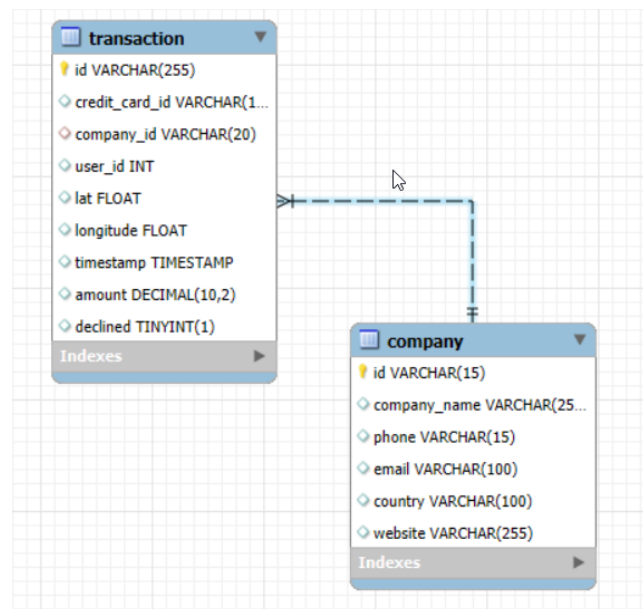 transaction
id VARCHAR(255)
credit_card_id VARCHAR(1...
company_id VARCHAR(20)
user_id INT
lat FLOAT
longitude FLOAT
timestamp TIMESTAMP
amount DECIMAL(10,2)
declined TINYINT(1)
Indexes
company
id VARCHAR(15)
company_name VARCHAR(25...
phone VARCHAR(15)
email VARCHAR(100)
country VARCHAR(100)
website VARCHAR(255)
Indexes